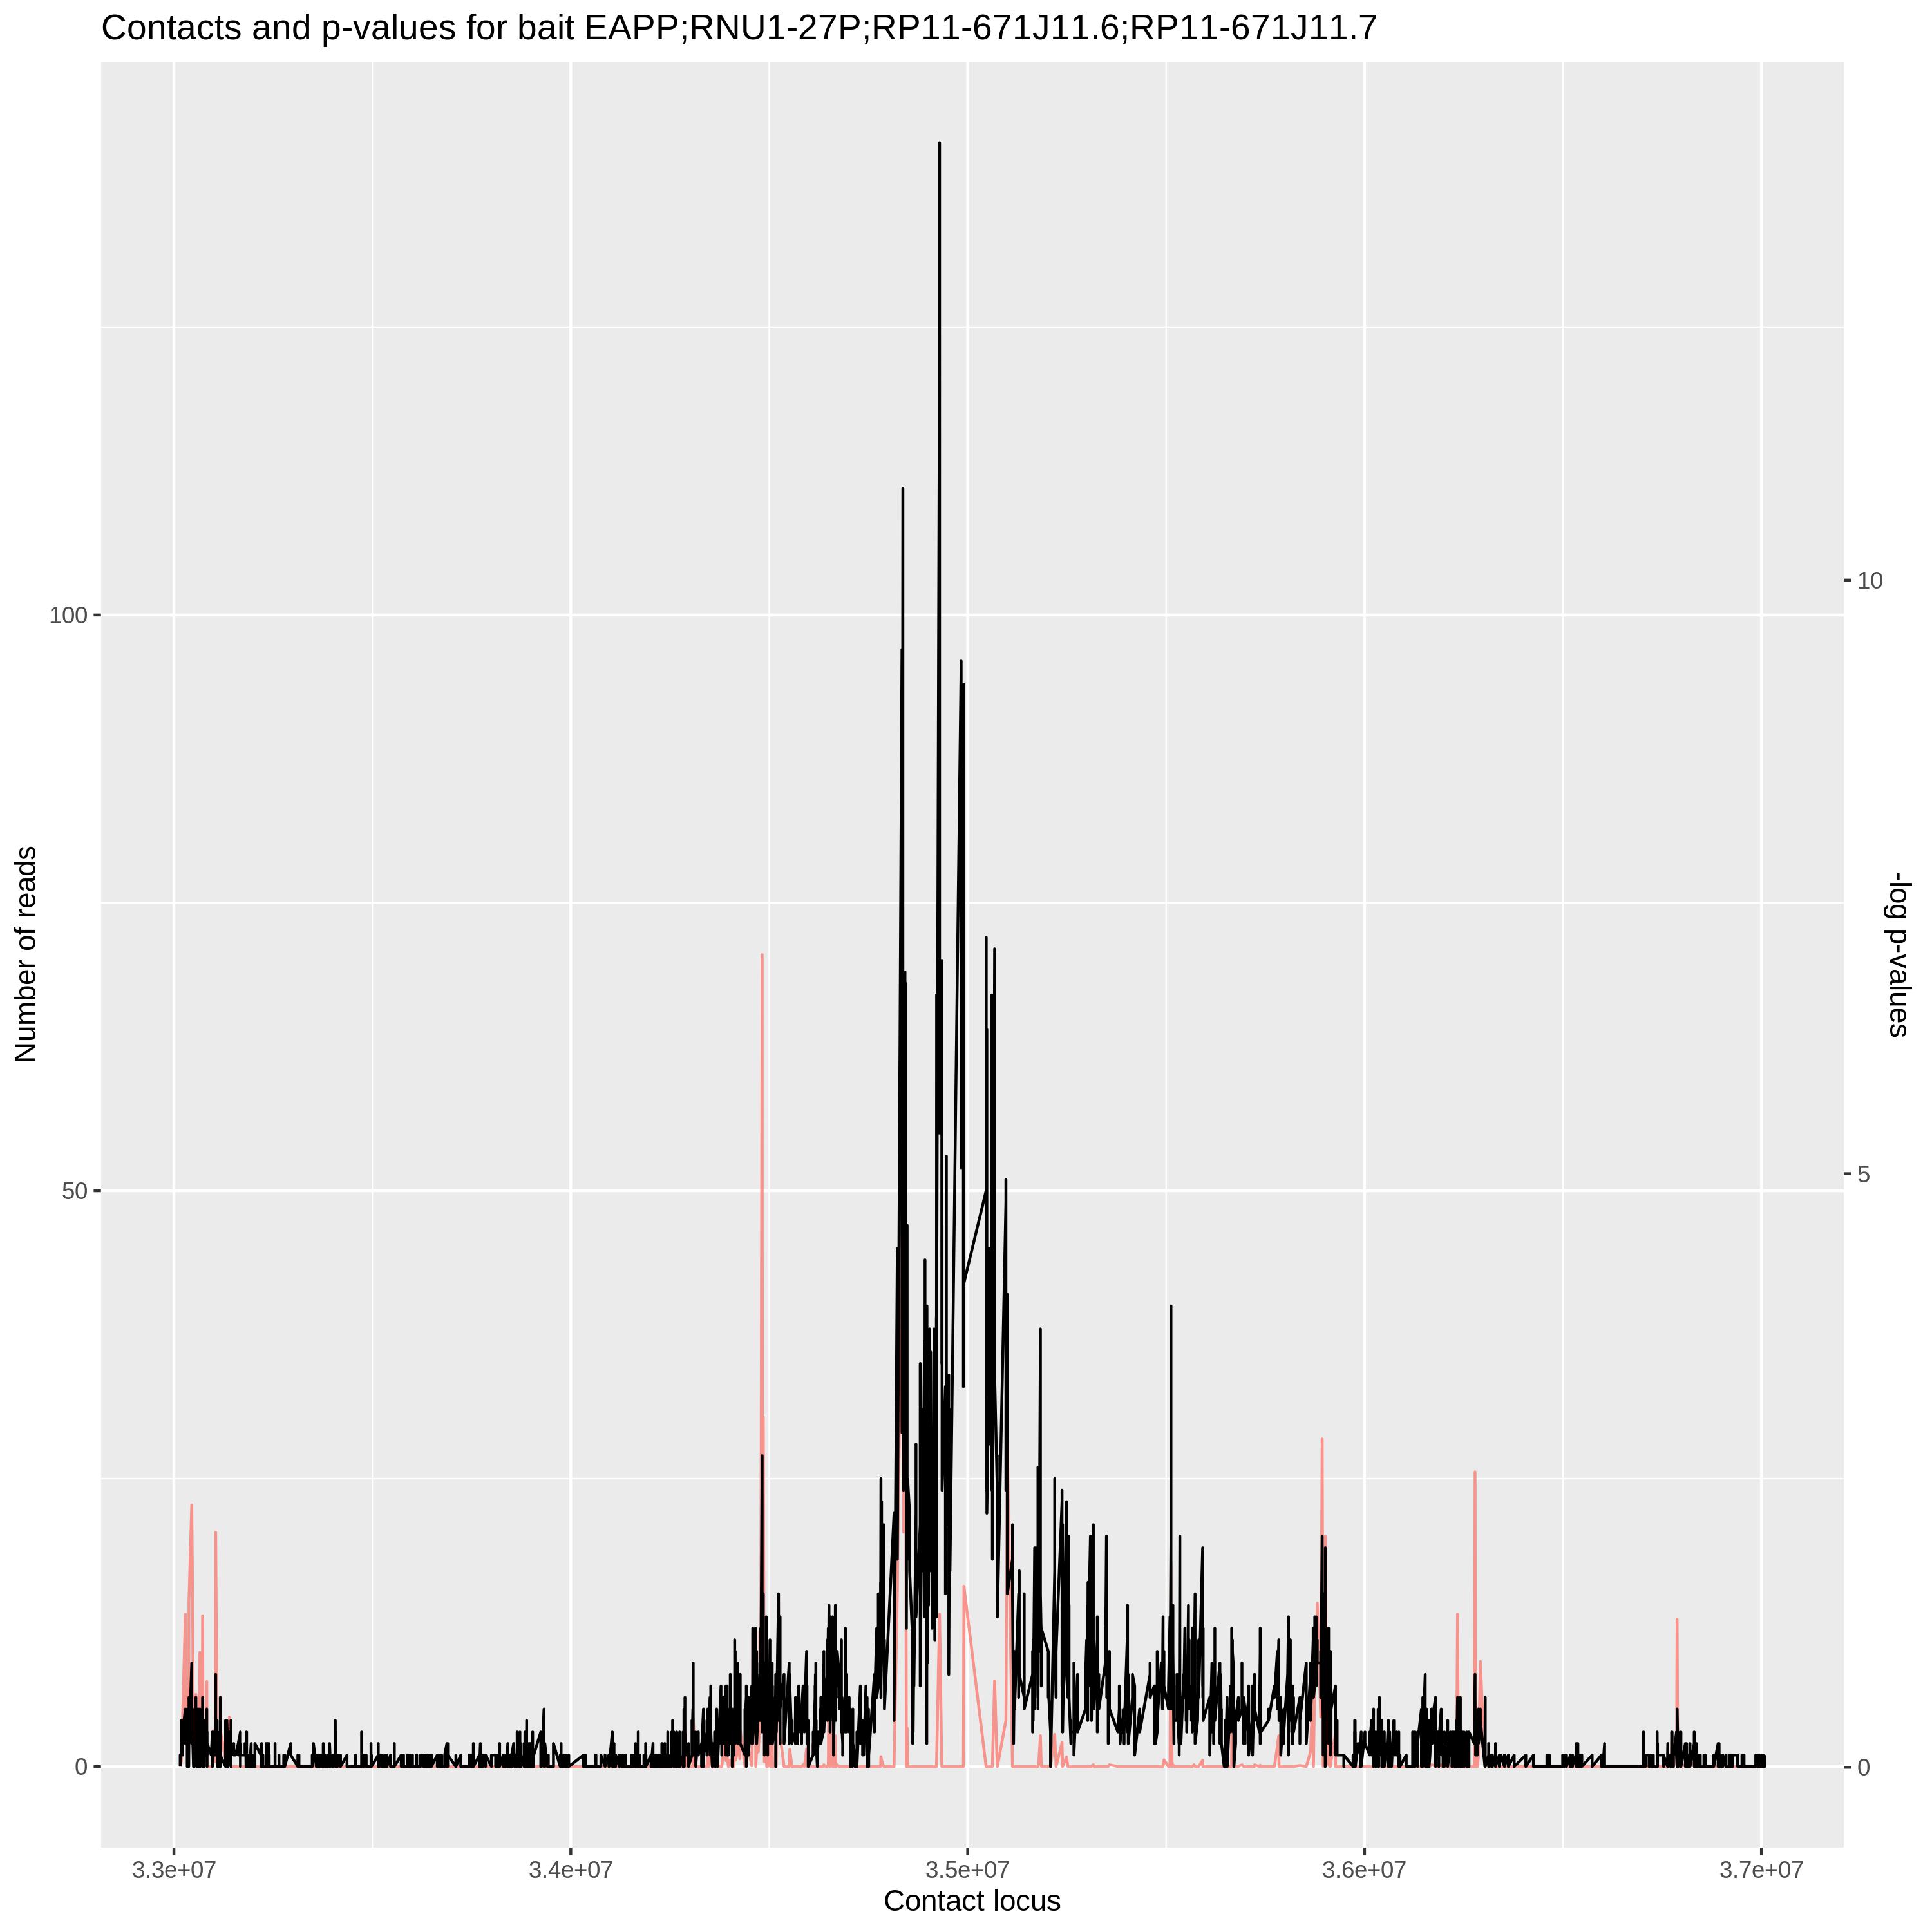 Contacts and p-values for bait EAPP;RNU1-27P;RP11-671J11.6;RP11-671J11.7
Number of reads
100
50
0
10
5
0
-log p-values
3.3e+07 3.4e+07 3.5e+07 3.6e+07 3.7e+07
Contact locus